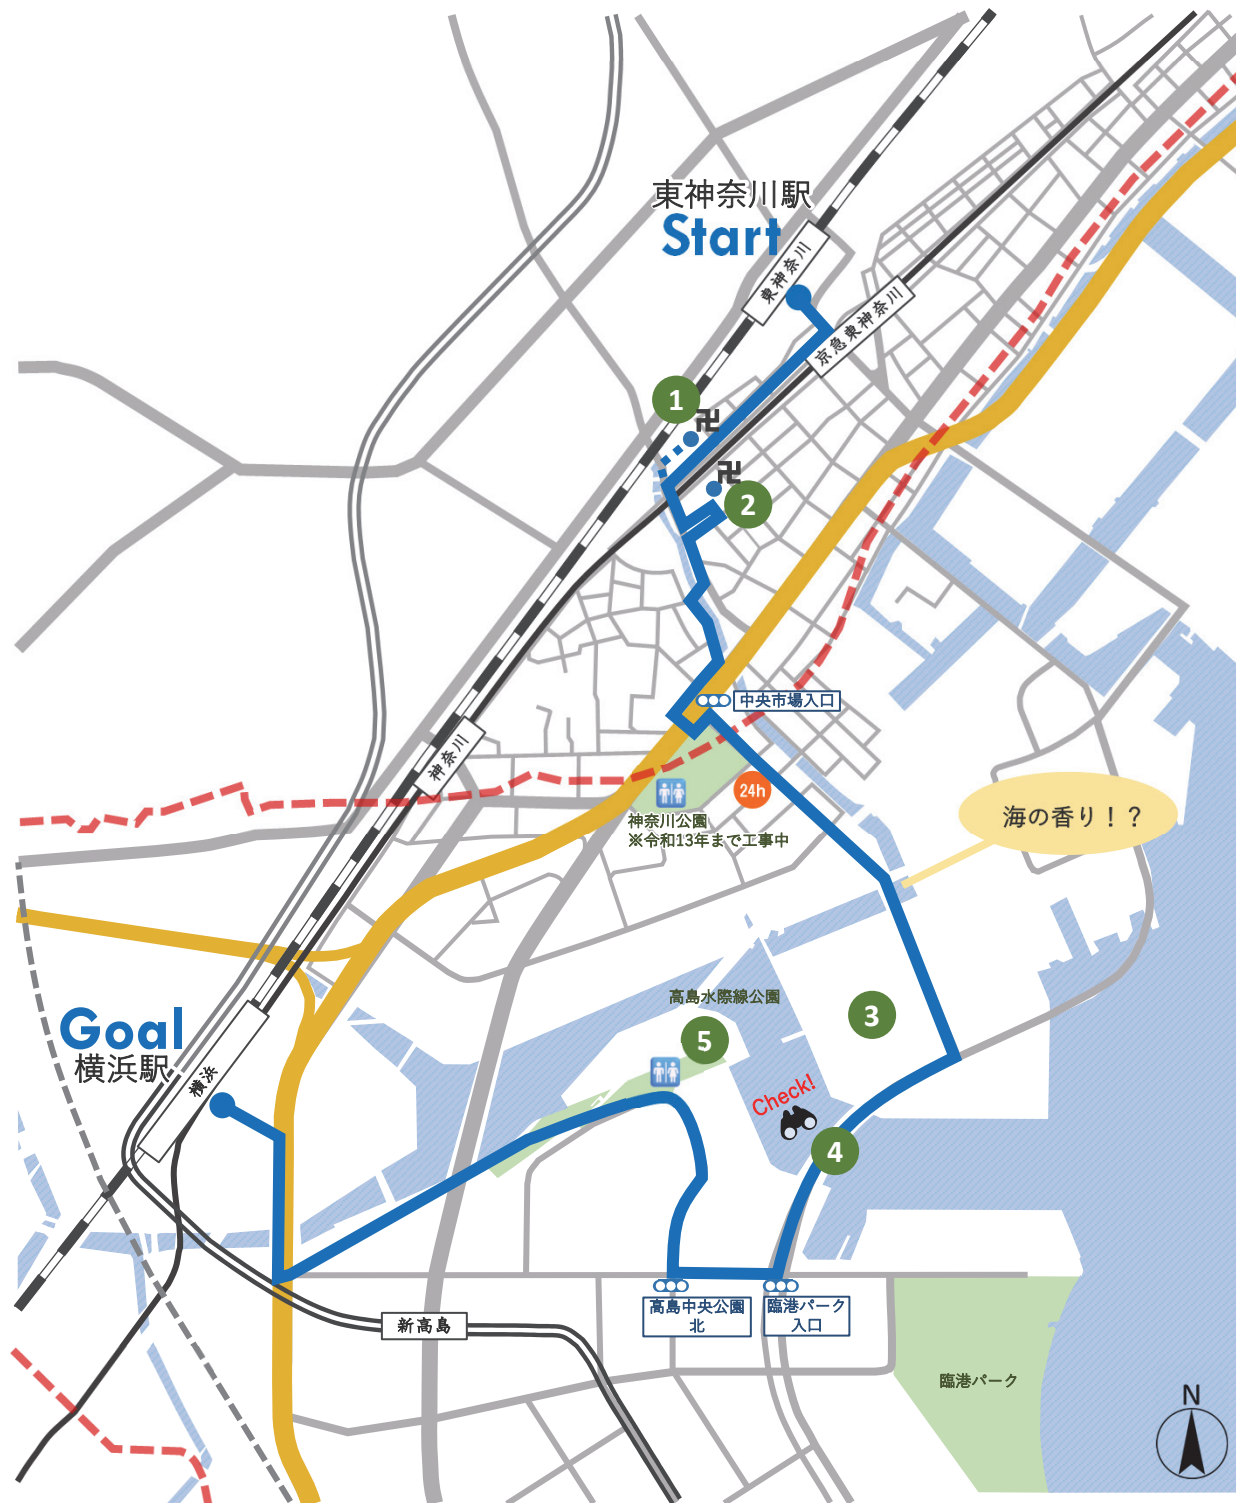 東神奈川駅
Start
東神奈川
京急東神奈川
1
2
中央市場入口
神奈川
24h
神奈川公園
※令和13年まで工事中
海の香り！？
高島水際線公園
3
5
Goal
横浜駅
横浜
Check!
4
高島中央公園
北
臨港パーク
入口
新高島
臨港パーク
N